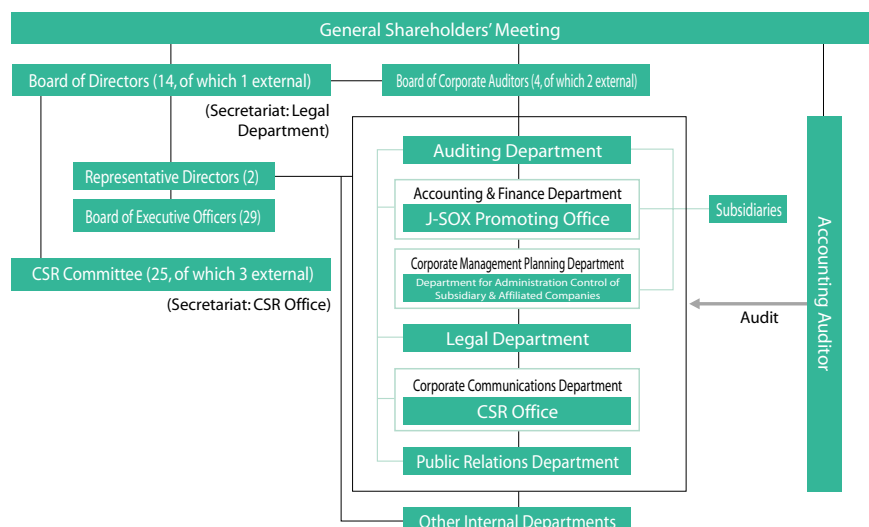 General Shareholders' Meeting
Board of Directors (14, of which 1 external)
Board of Corporate Auditors (4, of which 2 external)
(Secretariat: Legal
Department)
Auditing Department
Representative Directors (2)
Accounting & Finance Department
J-SOX Promoting Office
Subsidiaries
Board of Executive Officers (29)
CSR Committee (25, of which 3 external)
(Secretariat: CSR Office)
Corporate Management Planning Department
Department for Administration Control of
Subsidiary & Affiliated Companies
Accounting Auditor
Audit
Legal Department
Corporate Communications Department
CSR Office
Public Relations Department
Other Internal Departments